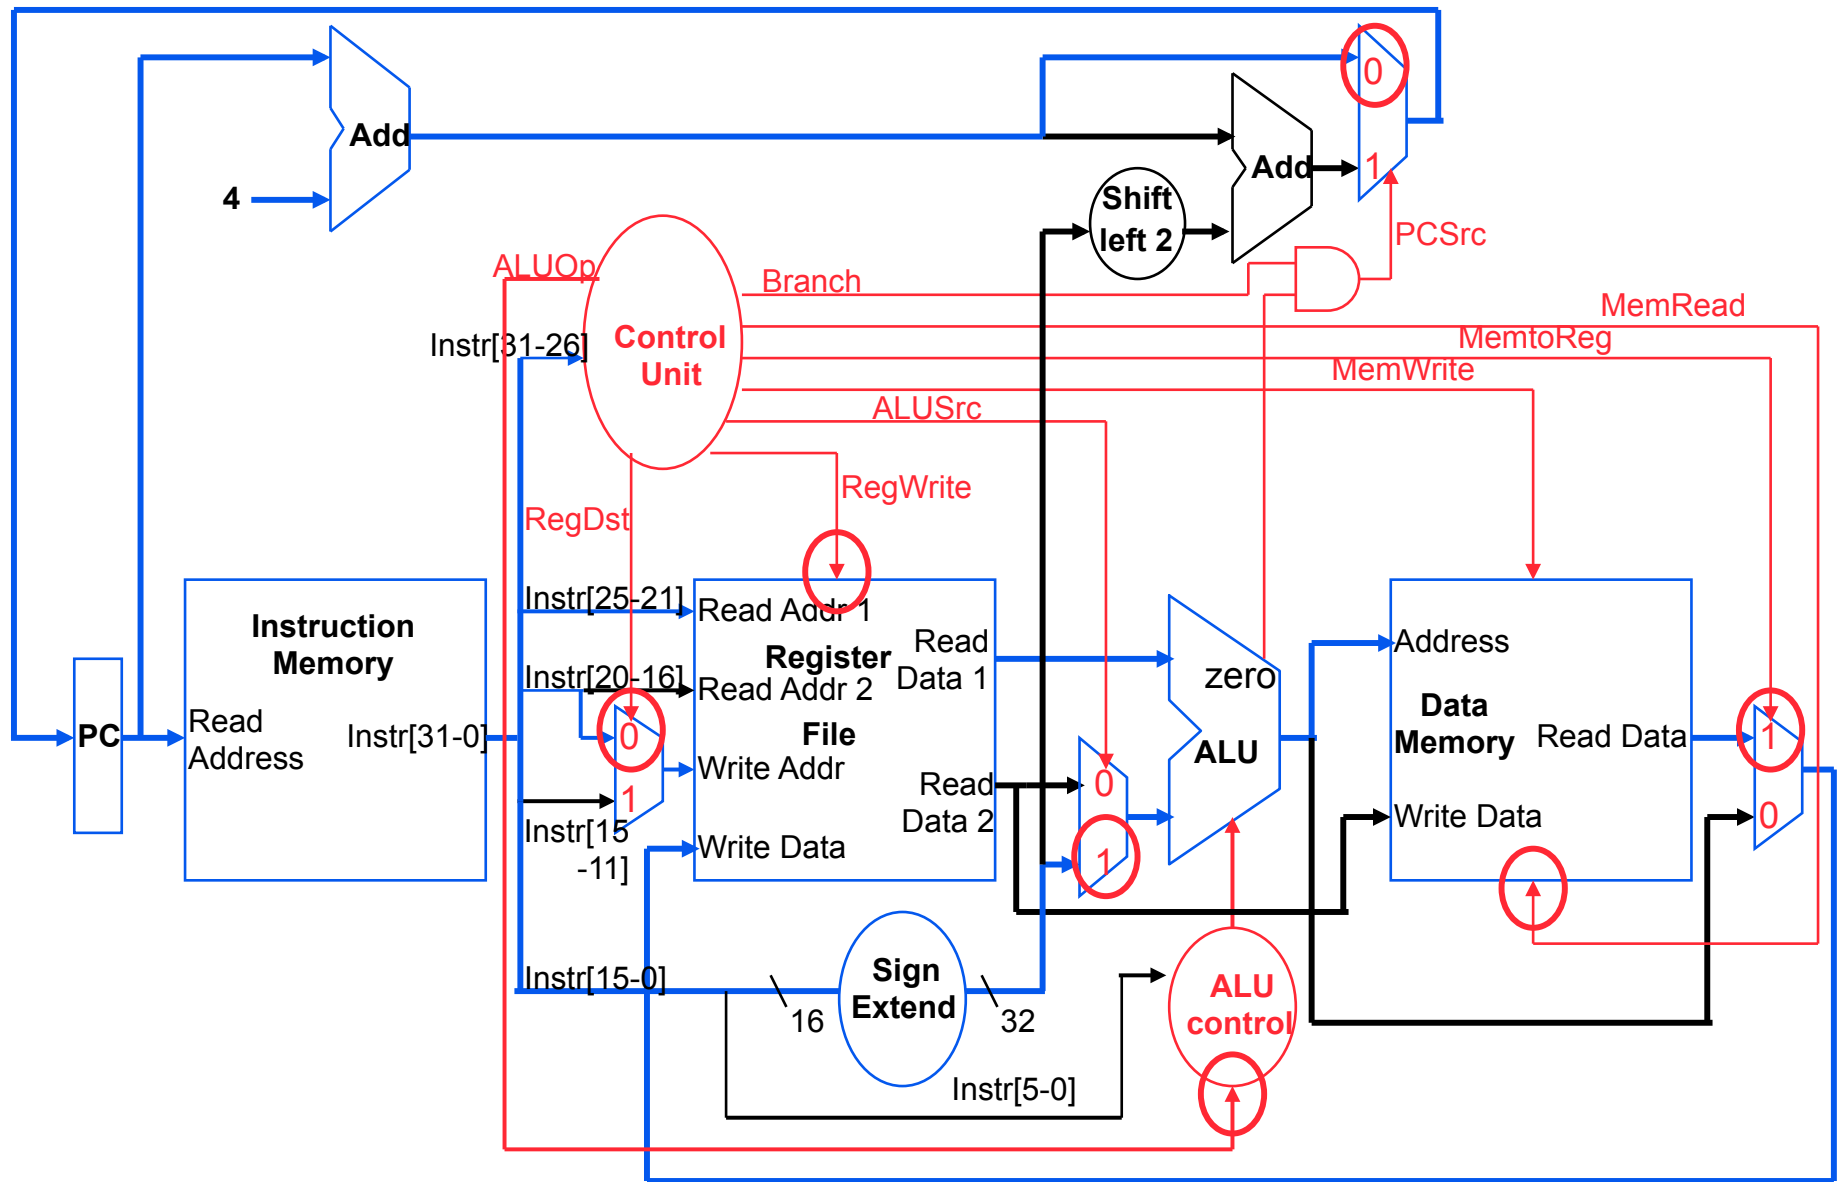 0
Add
Add
1
4
Shift
left 2
PCSrc
ALUOp
Branch
MemRead
Instr[31-26]
Control
Unit
MemtoReg
MemWrite
ALUSrc
RegWrite
RegDst
Instr[25-21]
Read Addr 1
Instruction
Memory
Read
Data 1
Register
Instr[20-16]
Read Addr 2
zero
Address
Data
Memory
PC
Read
Address
Instr[31-0]
0
File
Write Addr
ALU
Read Data
1
1
Read
Data 2
0
Write Data
0
Instr[15
-11]
Write Data
1
Instr[15-0]
Sign
Extend
16
32
ALU
control
Instr[5-0]